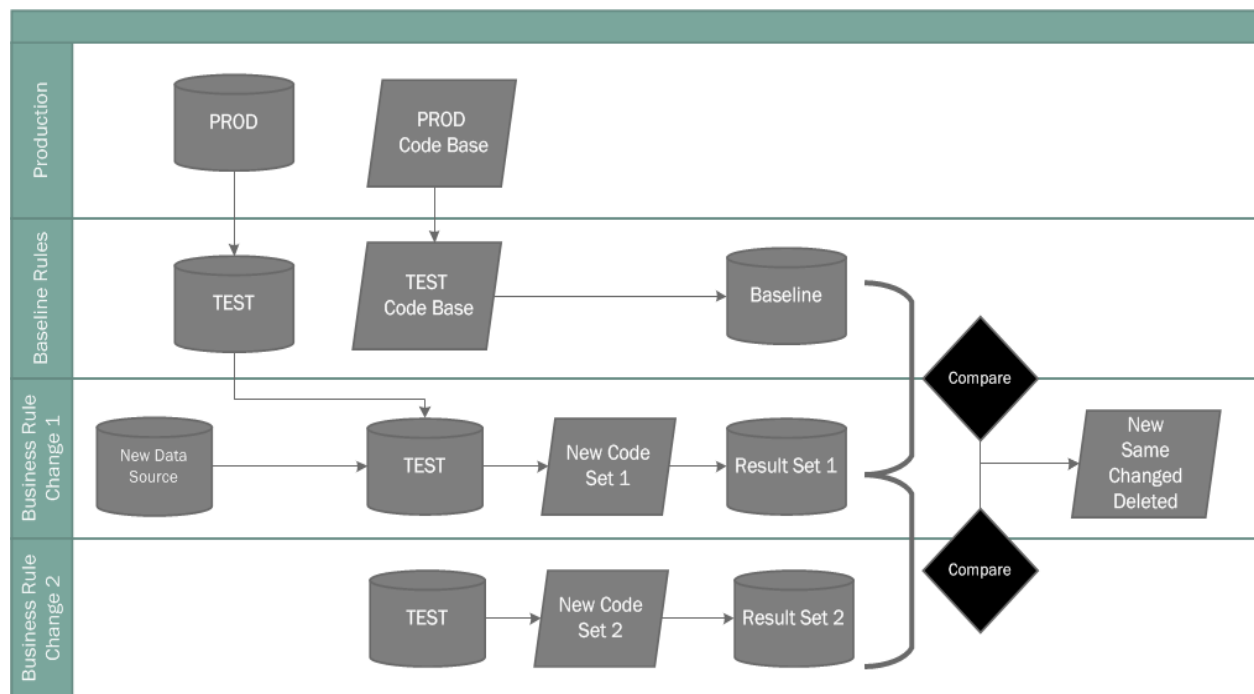 Production
PROD
PROD
Code Base
Baseline Rules
TEST
TEST
Code Base
Baseline
Compare
Business Rule
Change 1
New Data
Source
TEST
New Code
Set 1
Result Set 1
New
Same
Changed
Deleted
Business Rule
Change 2
TEST
New Code
Set 2
Result Set 2
Compare